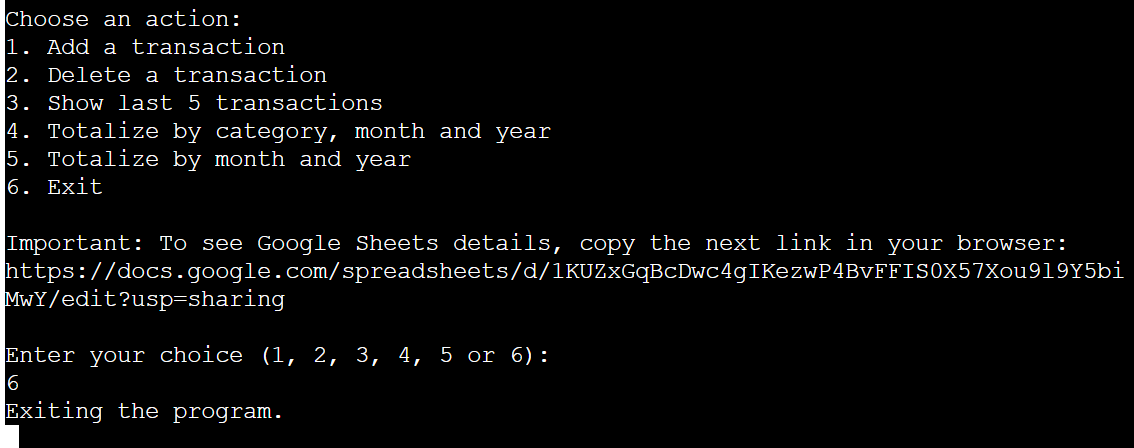 Choose an action:
1. Add a transaction
2. Delete a transaction
3. Show last 5 transactions
4. Totalize by category, month and year
5. Totalize by month and year
6. Exit
Important: To see Google Sheets details, copy the next link in your browser:
https://docs.google.com/spreadsheets/d/1KUZxGqBcDwc4gIKezwP4BvFFIS0X57Xou9l9Y5bi
MwY/edit?usp=sharing
Enter your choice (1, 2, 3, 4, 5 or 6):
6
Exiting the program.